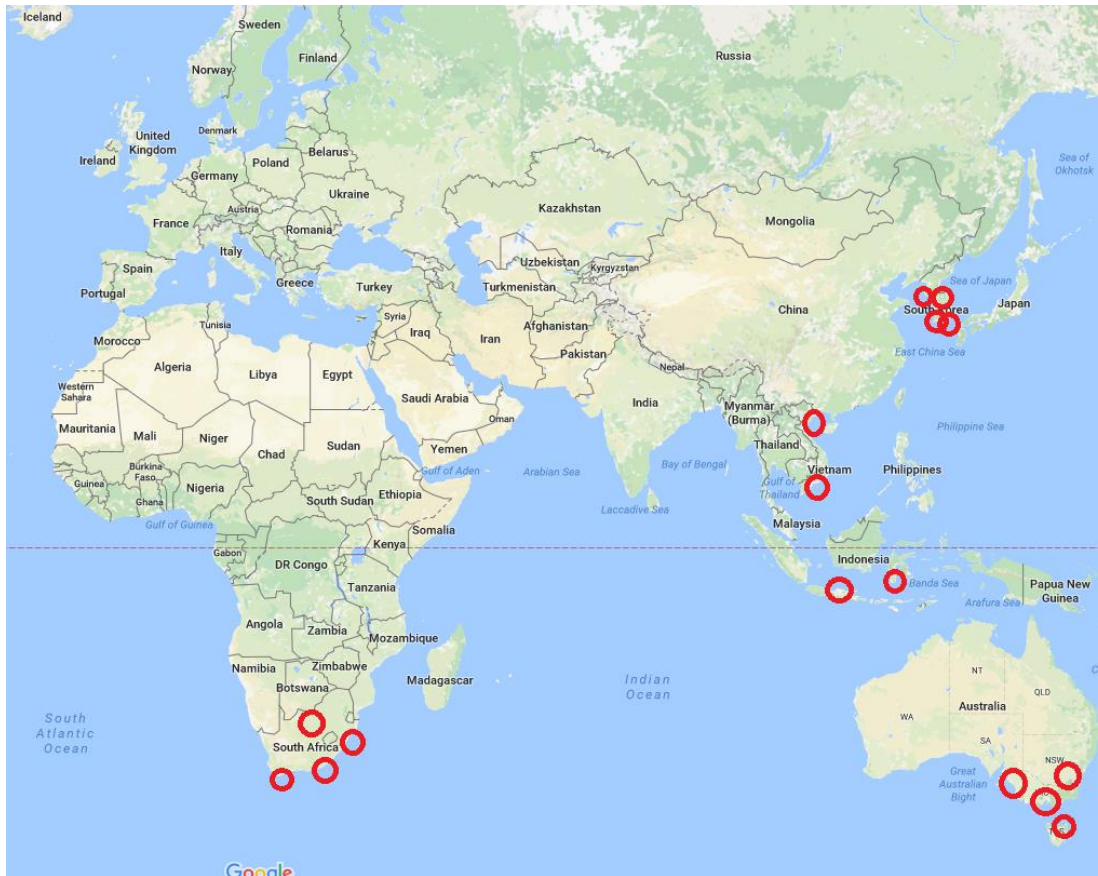 Iceland
Sweden
Norway
Finland
Russia
Denmark
United
Kingdom
Ireland
Poland
Belarus
Germany
Ukraine
Austria
France
Romania
Italy
Spain
Portugal
Greece
Turkey
Kazakhstan
Mongolia
Sea of
Okhotsk
Uzbekistan
Kyrgyzstan
Turkmenistan
Sea of Japan
Japan
China
South Korea
East China Sea
Syria
Iraq
Iran
Afghanistan
Pakistan
Nepal
India
Tunisia
Morocco
Algeria
Libya
Egypt
Western
Sahara
Saudi Arabia
Oman
Yemen
Mauritania
Mali
Niger
Chad
Sudan
Burkina
Faso
Guinea
Ghana
Nigeria
Gulf of Aden
Arabian Sea
Bay of Bengal
Laccadive Sea
Myanmar
(Burma)
Thailand
Vietnam
Gulf of
Thailand
Philippine Sea
Philippines
South Sudan
Ethiopia
Somalia
Gulf of Guinea
Gabon
DR Congo
Kenya
Tanzania
Malaysia
Indonesia
Banda Sea
Papua New
Guinea
Arafura Sea
Angola
Zambia
Mozambique
Namibia
Zimbabwe
Botswana
Madagascar
Indian
Ocean
South
Atlantic
Ocean
South Africa
NT
QLD
Australia
WA
SA
NSW
Great
Australian
Bight
TAS
C
Google